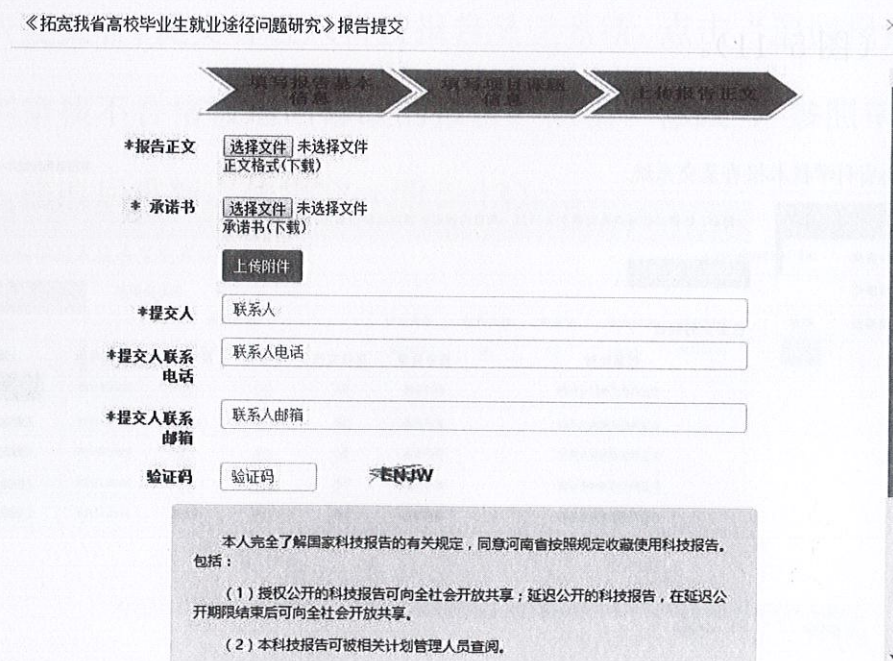 《拓宽我省高校毕业生就业途径问题研究》报告提交
填写报告基本
信息
填写项目课题
信息
上传报告正文
*报告正文
选择文件 未选择文件
正文格式(下载)
* 承诺书
选择文件 未选择文件
承诺书(下载)
上传附件
*提交人
联系人
*提交人联系
电话
联系人电话
*提交人联系
邮箱
联系人邮箱
验证码
验证码
ENJW
本人完全了解国家科技报告的有关规定，同意河南省按照规定收藏使用科技报告。
包括：
（1）授权公开的科技报告可向全社会开放共享；延迟公开的科技报告，在延迟公
开期限结束后可向全社会开放共享。
（2）本科技报告可被相关计划管理人员查阅。